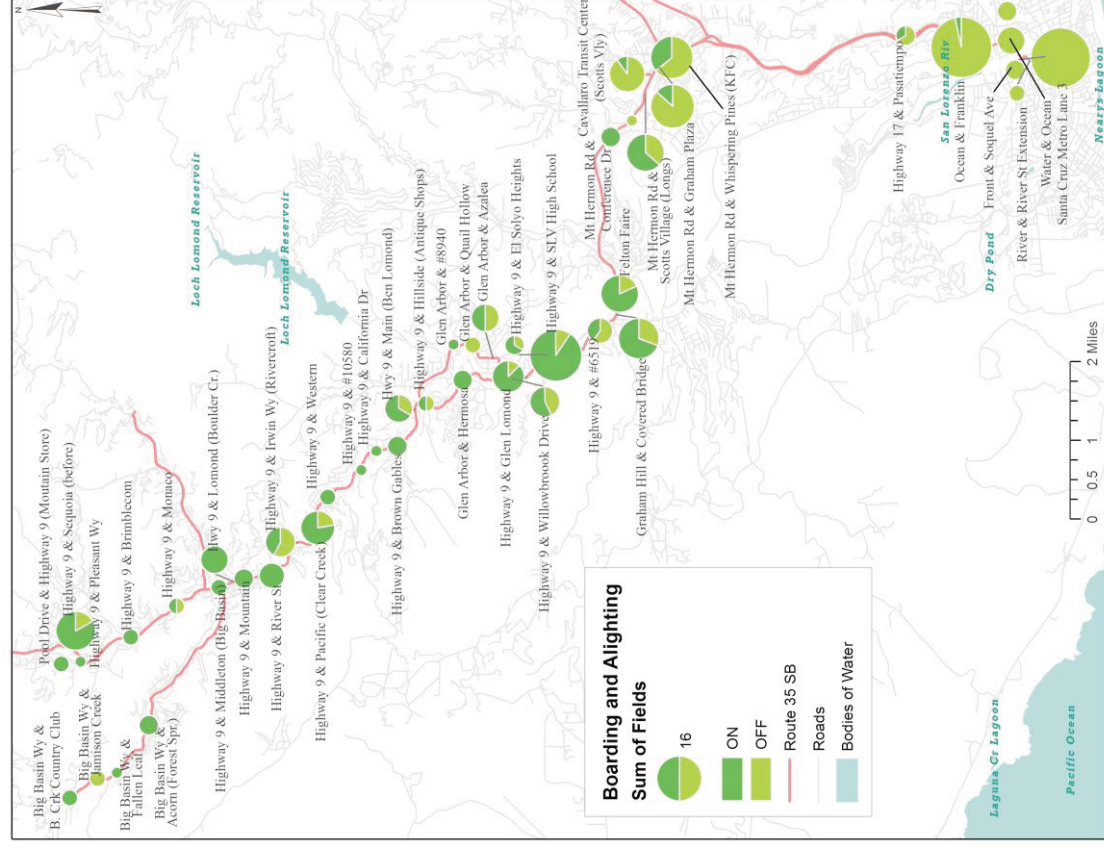 N
Pool Drive & Highway 9 (Moutain Store)
Highway 9 & Sequoia (before)
Highway 9 & Pleasant Wy
Highway 9 & Brimblecom
Highway 9 & Monaco
Big Basin Wy &
B. Crk Country Club
Big Basin Wy &
Jamison Creek
Big Basin Wy &
Fallen Leaf
Big Basin Wy &
Acorn (Forest Spr.)
Hwy 9 & Lomond (Boulder Cr.)
Highway 9 & Middleton (Big Basin)
Highway 9 & Mountain
Highway 9 & River St
Highway 9 & Irwin Wy (Rivercroft)
Highway 9 & Pacific (Clear Creek)
Highway 9 & Western
Highway 9 & #10580
Highway 9 & California Dr
Highway 9 & Brown Gables
Hwy 9 & Main (Ben Lomond)
Highway 9 & Hillside (Antique Shops)
Glen Arbor & #8940
Glen Arbor & Quail Hollow
Glen Arbor & Azalea
Glen Arbor & Hermosa
Highway 9 & El Solyo Heights
Highway 9 & Glen Lomond
Highway 9 & SLV High School
Highway 9 & Willowbroook Drive
Highway 9 & #6519
Felton Faire
Graham Hill & Covered Bridge
Mt Hermon Rd &
Conference Dr
Cavallaro Transit Center
(Scotts Vly)
Mt Hermon Rd &
Scotts Village (Longs)
Mt Hermon Rd & Graham Plaza
Mt Hermon Rd & Whispering Pines (KFC)
Highway 17 & Pasatiempo
Ocean & Franklin
Front & Soquel Ave
River & River St Extension
Water & Ocean
Santa Cruz Metro Lane 3
Loch Lomond Reservoir
Loch Lomond Reservoir
San Lorenzo Riv
Dry Pond
Nearys Lagoon
Laguna Cr Lagoon
Pacific Ocean
Boarding and Alighting
Sum of Fields
16
ON
OFF
Route 35 SB
Roads
Bodies of Water
0 0.5 1 2 Miles